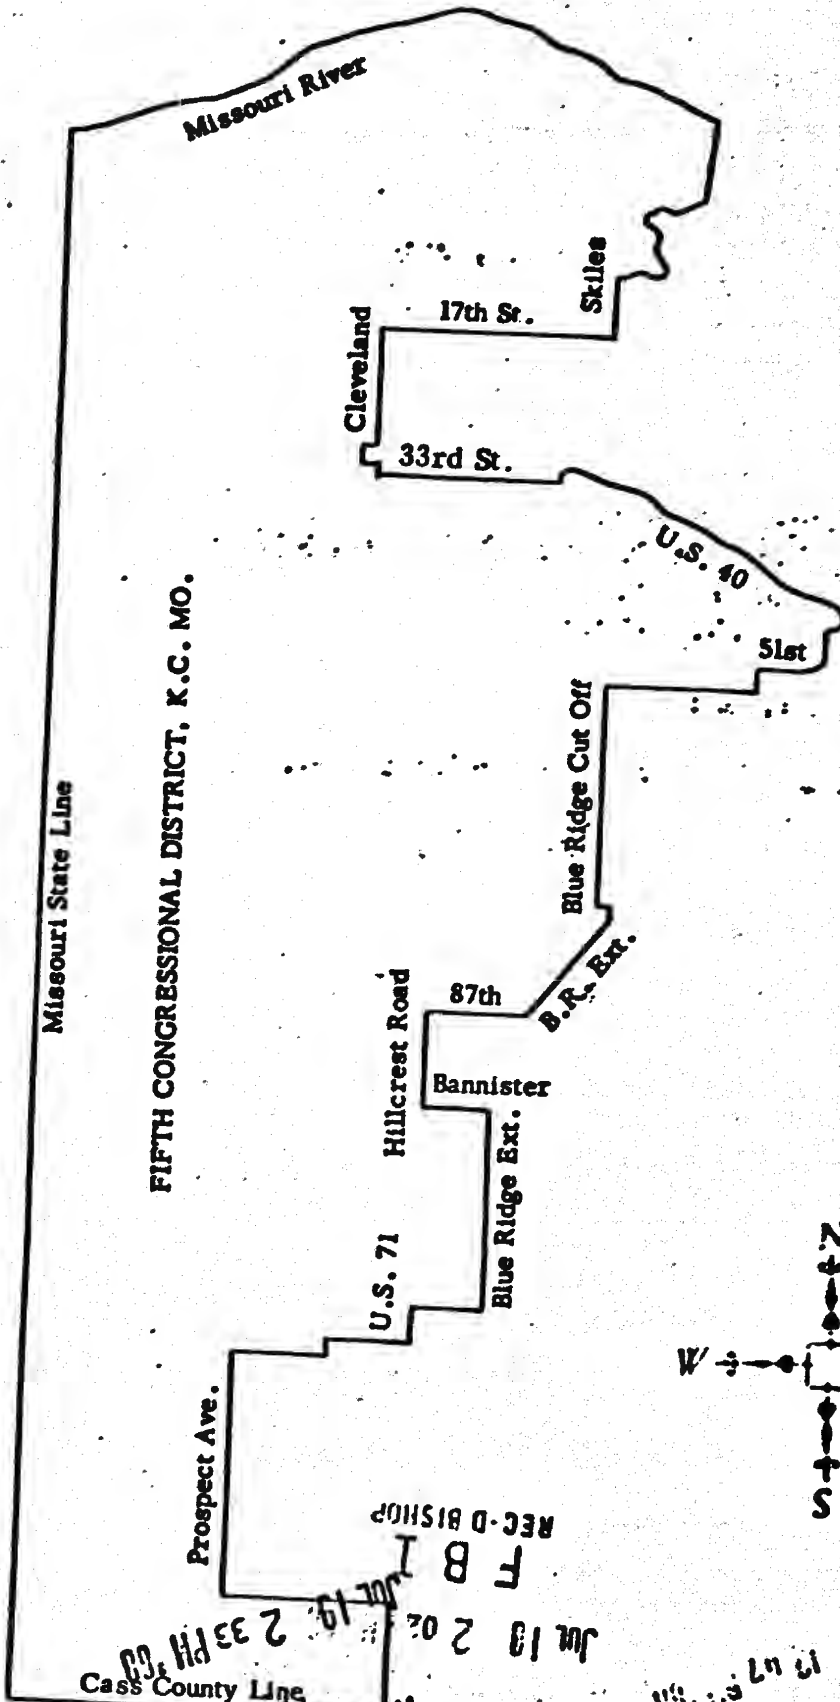 Missouri River
Skiles
17th St.
Cleveland
33rd St.
U.S. 40
51st
FIFTH CONGRESSIONAL DISTRICT, K.C. MO.
Missouri State Line
Blue Ridge Cut Off
B.R. Ext.
87th
Hillcrest Road
Bannister
Blue Ridge Ext.
U.S. 71
N
W
S
Prospect Ave.
REC-D BISHOP
F B I
JUL 19 2 33 PM
JUL 19 2 02
Cass County Line